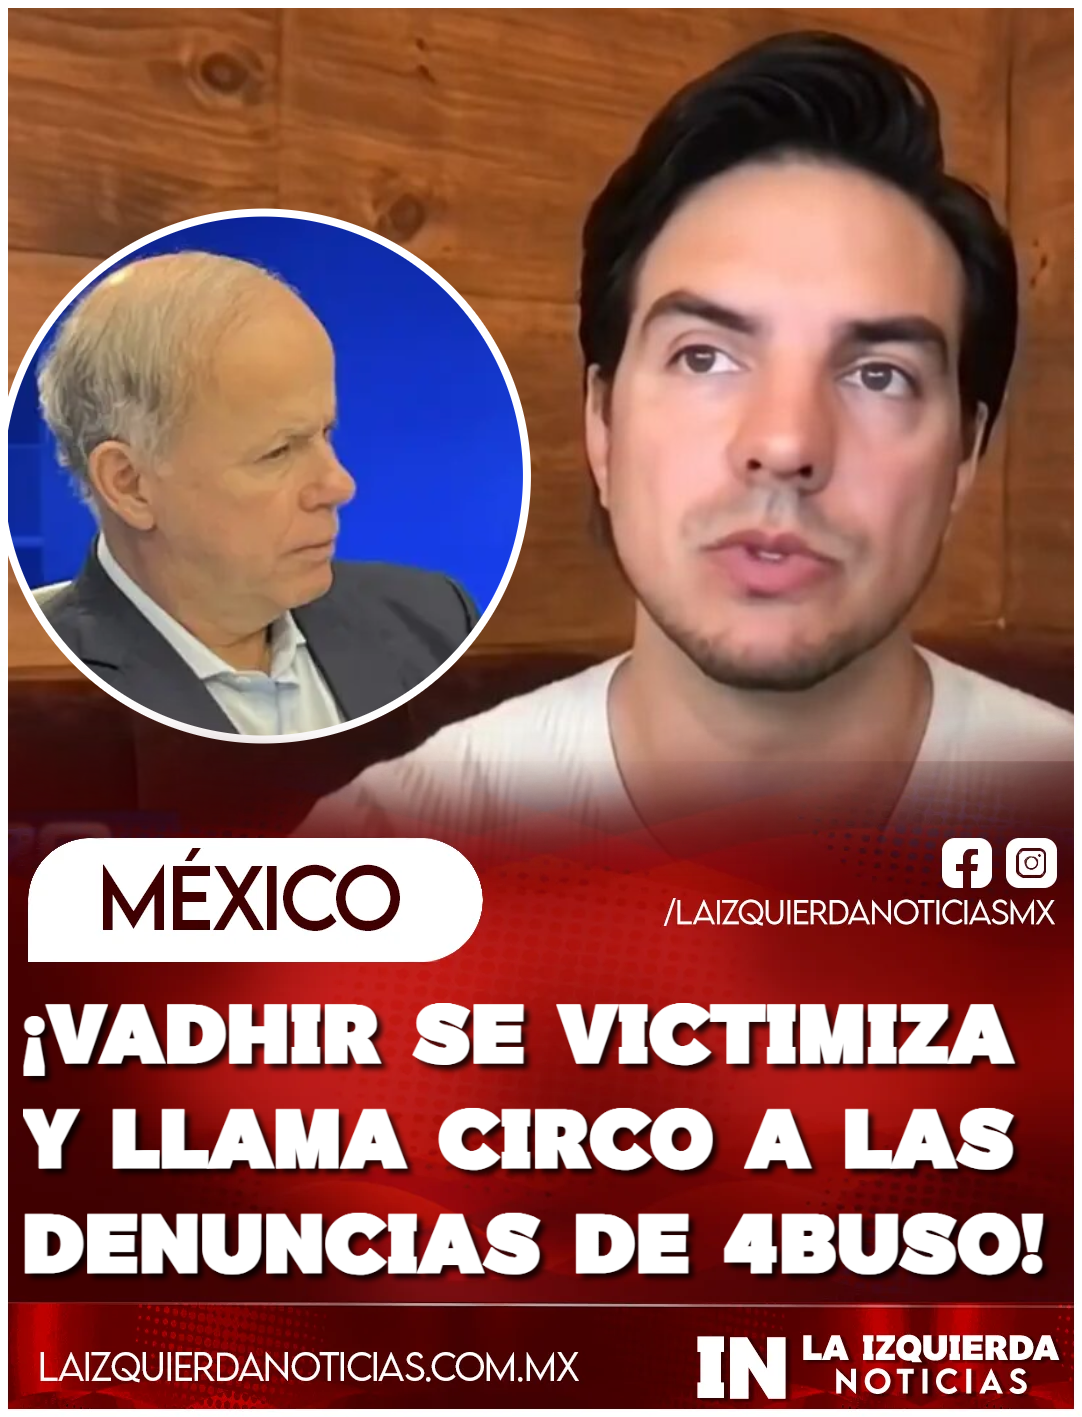 MÉXICO
/LAIZQUIERDANOTICIASMX
¡VADHIR SE VICTIMIZA
Y LLAMA CIRCO A LAS
DENUNCIAS DE 4BUSO!
LAIZQUIERDANOTICIAS.COM.MX
IN LA IZQUIERDA
NOTICIAS